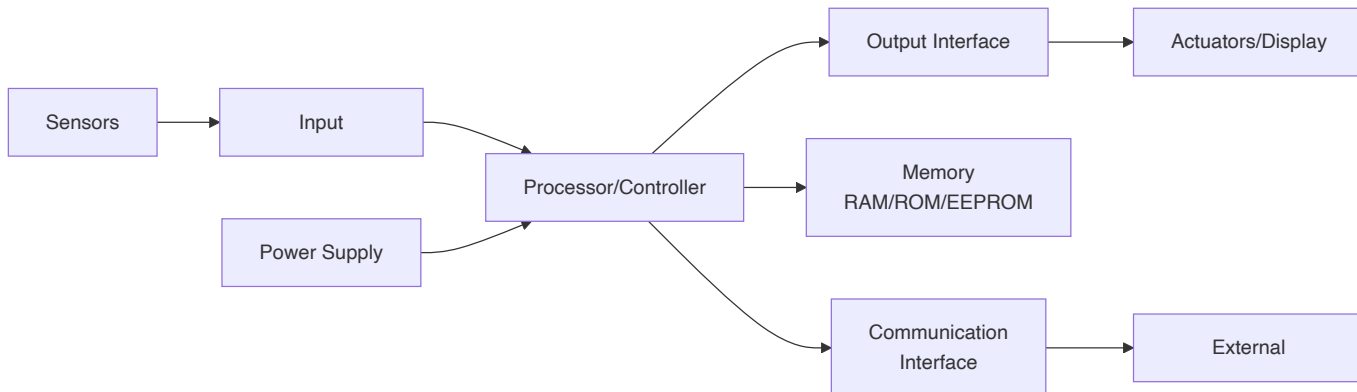 Output Interface
Actuators/Display
Sensors
Input
Processor/Controller
Memory
RAM/ROM/EEPROM
Power Supply
Communication
Interface
External